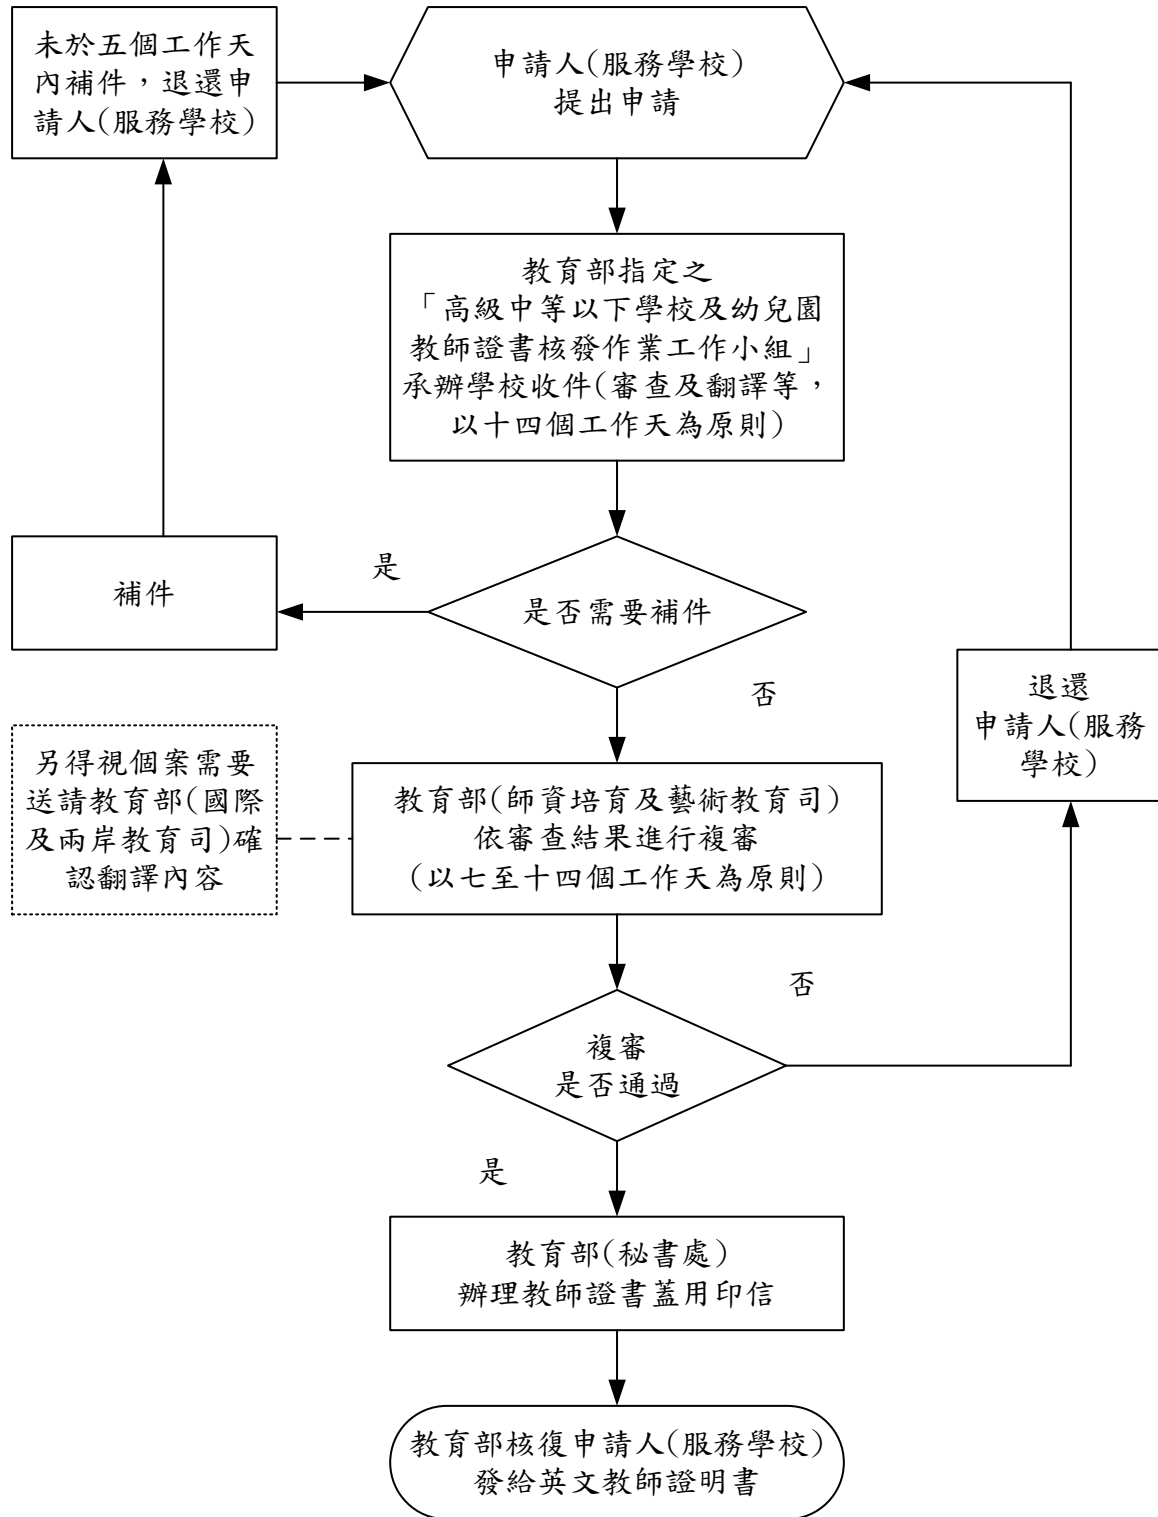 未於五個工作天
內補件，退還申
請人(服務學校)
申請人(服務學校)
提出申請
教育部指定之
「高級中等以下學校及幼兒園
教師證書核發作業工作小組」
承辦學校收件(審查及翻譯等，
以十四個工作天為原則)
是
補件
是否需要補件
否
退還
申請人(服務
學校)
另得視個案需要
送請教育部(國際
及兩岸教育司)確
認翻譯內容
教育部(師資培育及藝術教育司)
依審查結果進行複審
(以七至十四個工作天為原則)
否
複審
是否通過
是
教育部(秘書處)
辦理教師證書蓋用印信
教育部核復申請人(服務學校)
發給英文教師證明書